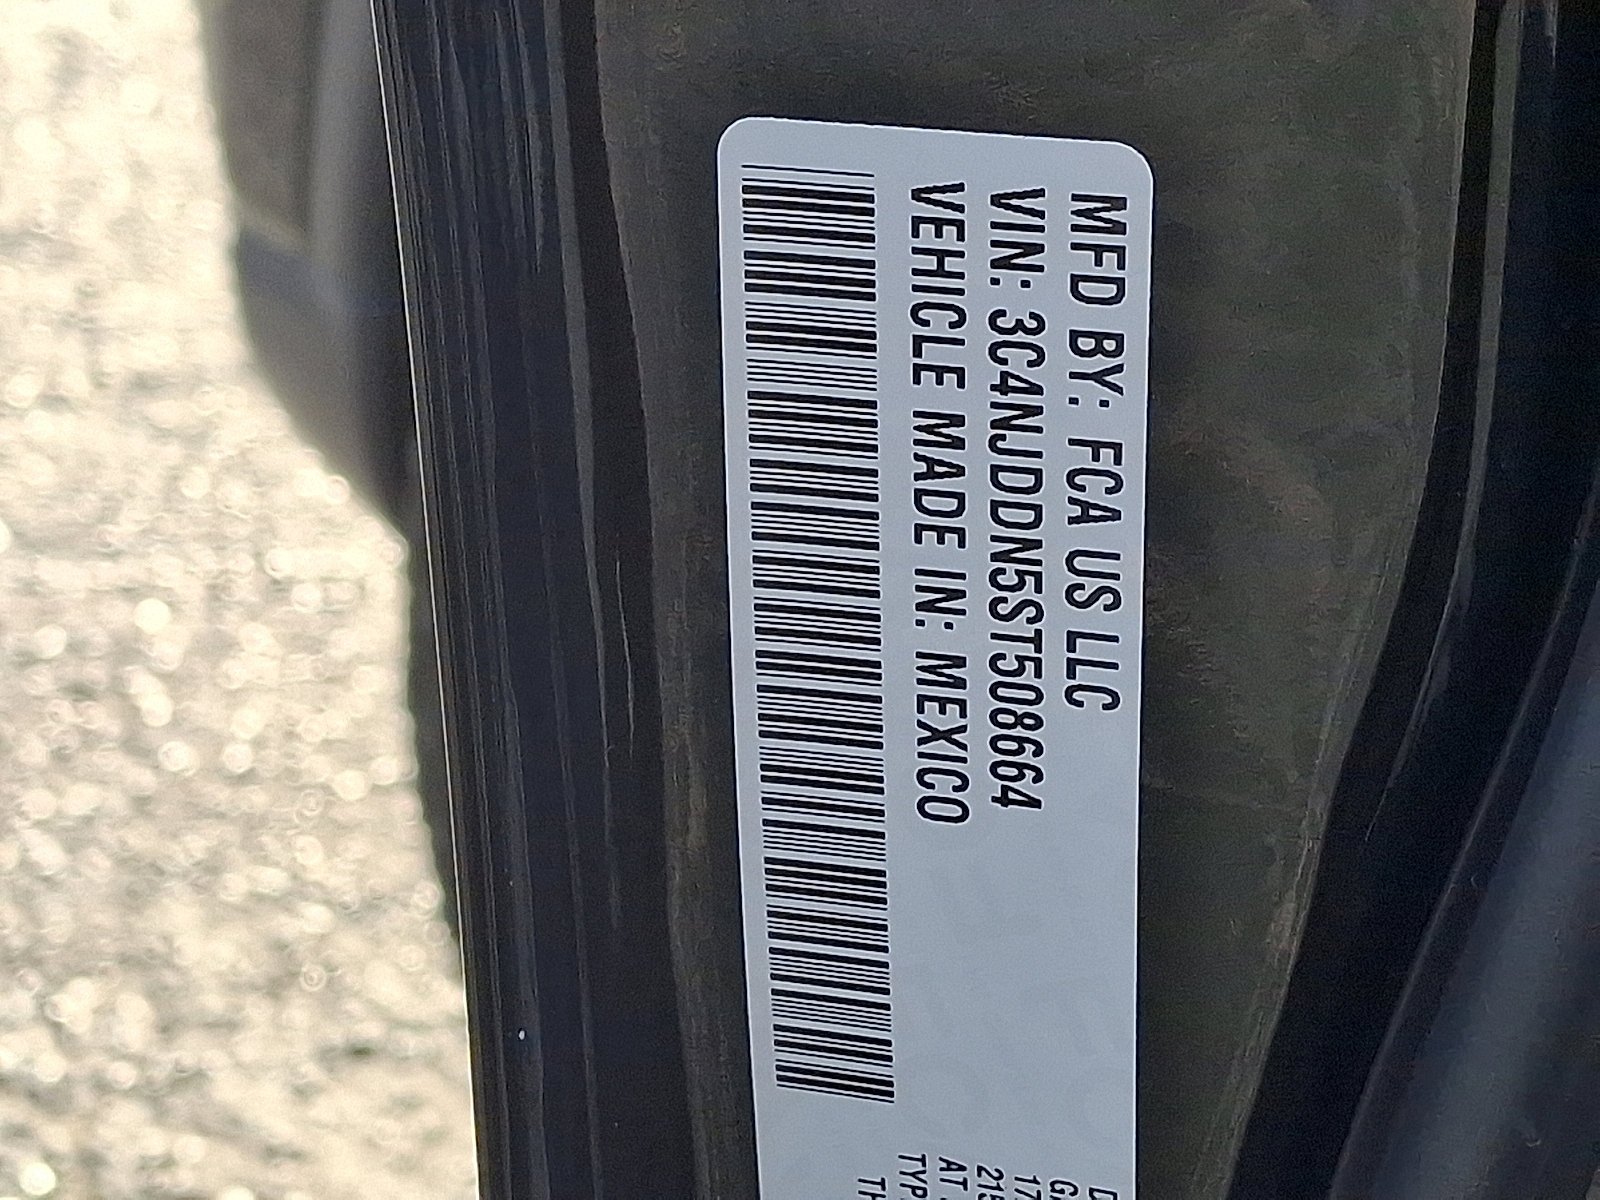 MFD BY: FCA US LLC
VIN: 3C4NJDDN5ST508664
VEHICLE MADE IN: MEXICO